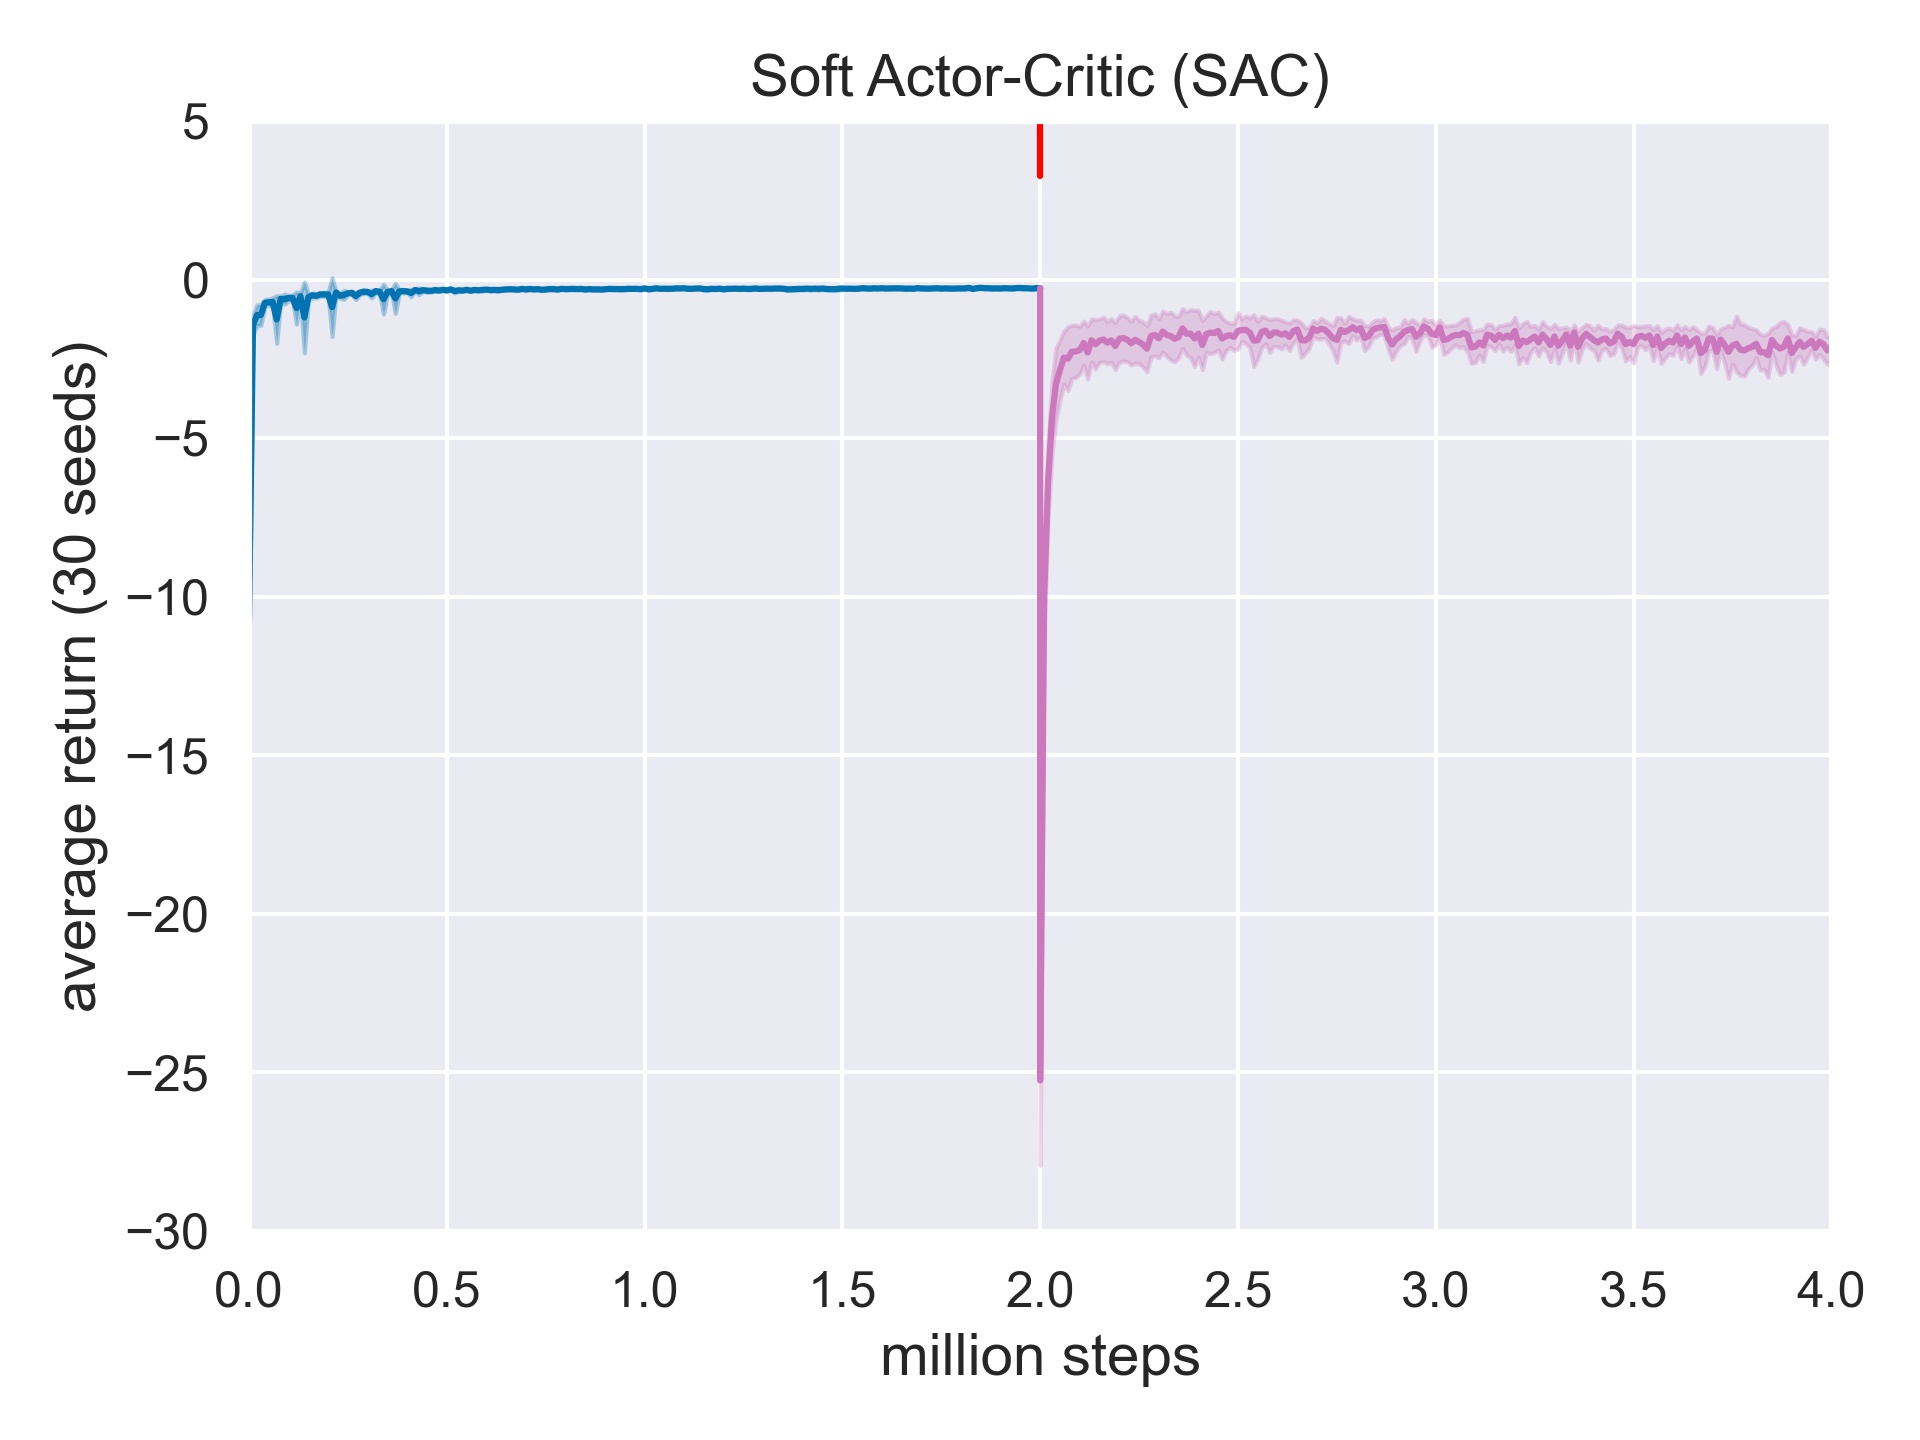 Soft Actor-Critic (SAC)
5
0
−5
−10
−15
−20
−25
−30
average return (30 seeds)
0.0 0.5 1.0 1.5 2.0 2.5 3.0 3.5 4.0
million steps